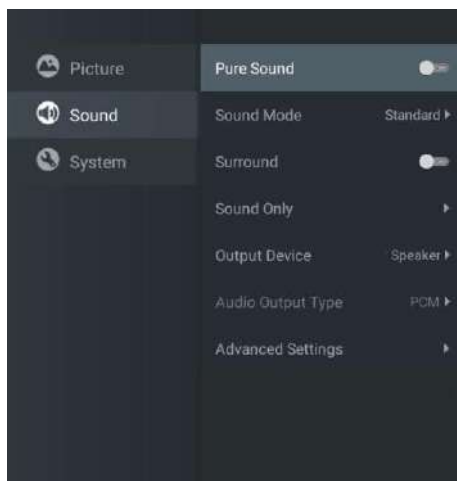 Picture
Sound
System
Pure Sound
Sound Mode Standard
Surround
Sound Only
Output Device Speaker
Audio Output Type PCM
Advanced Settings